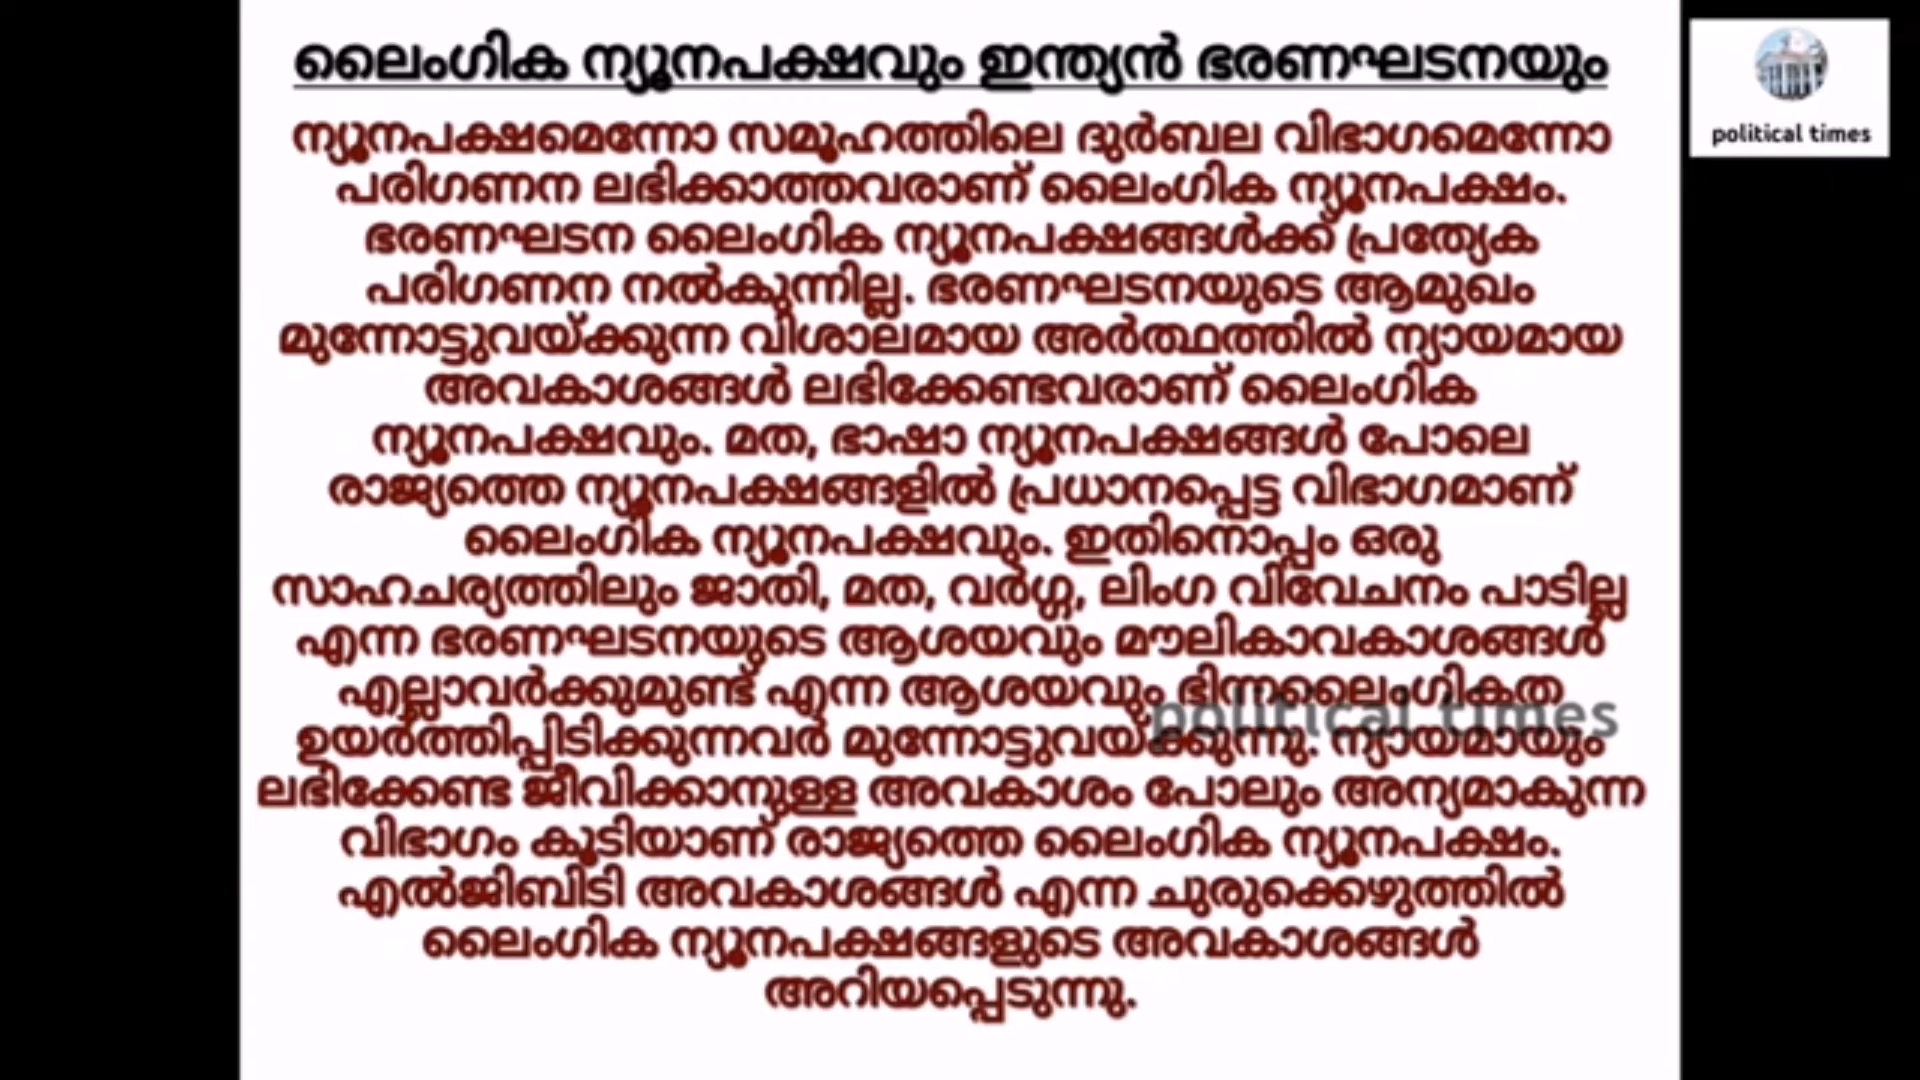 ലൈംഗിക ന്യൂനപക്ഷവും ഇന്ത്യൻ ഭരണഘടനയും
ന്യൂനപക്ഷമെന്നോ സമൂഹത്തിലെ ദുർബല വിഭാഗമെന്നോ
പരിഗണന ലഭിക്കാത്തവരാണ് ലൈംഗിക ന്യൂനപക്ഷം.
ഭരണഘടന ലൈംഗിക ന്യൂനപക്ഷങ്ങൾക്ക് പ്രത്യേക
പരിഗണന നൽകുന്നില്ല. ഭരണഘടനയുടെ ആമുഖം
മുന്നോട്ടുവയ്ക്കുന്ന വിശാലമായ അർത്ഥത്തിൽ ന്യായമായ
അവകാശങ്ങൾ ലഭിക്കേണ്ടവരാണ് ലൈംഗിക
ന്യൂനപക്ഷവും. മത, ഭാഷാ ന്യൂനപക്ഷങ്ങൾ പോലെ
രാജ്യത്തെ ന്യൂനപക്ഷങ്ങളിൽ പ്രധാനപ്പെട്ട വിഭാഗമാണ്
ലൈംഗിക ന്യൂനപക്ഷവും. ഇതിനൊപ്പം ഒരു
സാഹചര്യത്തിലും ജാതി, മത, വർഗ്ഗ, ലിംഗ വിവേചനം പാടില്ല
എന്ന ഭരണഘടനയുടെ ആശയവും മൗലികാവകാശങ്ങൾ
എല്ലാവർക്കുമുണ്ട് എന്ന ആശയവും ഭിന്നലൈംഗികത
ഉയർത്തിപ്പിടിക്കുന്നവർ മുന്നോട്ടുവയ്ക്കുന്നു. ന്യായമായും
ലഭിക്കേണ്ട ജീവിക്കാനുള്ള അവകാശം പോലും അന്യമാകുന്ന
വിഭാഗം കൂടിയാണ് രാജ്യത്തെ ലൈംഗിക ന്യൂനപക്ഷം.
എൽജിബിടി അവകാശങ്ങൾ എന്ന ചുരുക്കെഴുത്തിൽ
ലൈംഗിക ന്യൂനപക്ഷങ്ങളുടെ അവകാശങ്ങൾ
അറിയപ്പെടുന്നു.
political times
political times